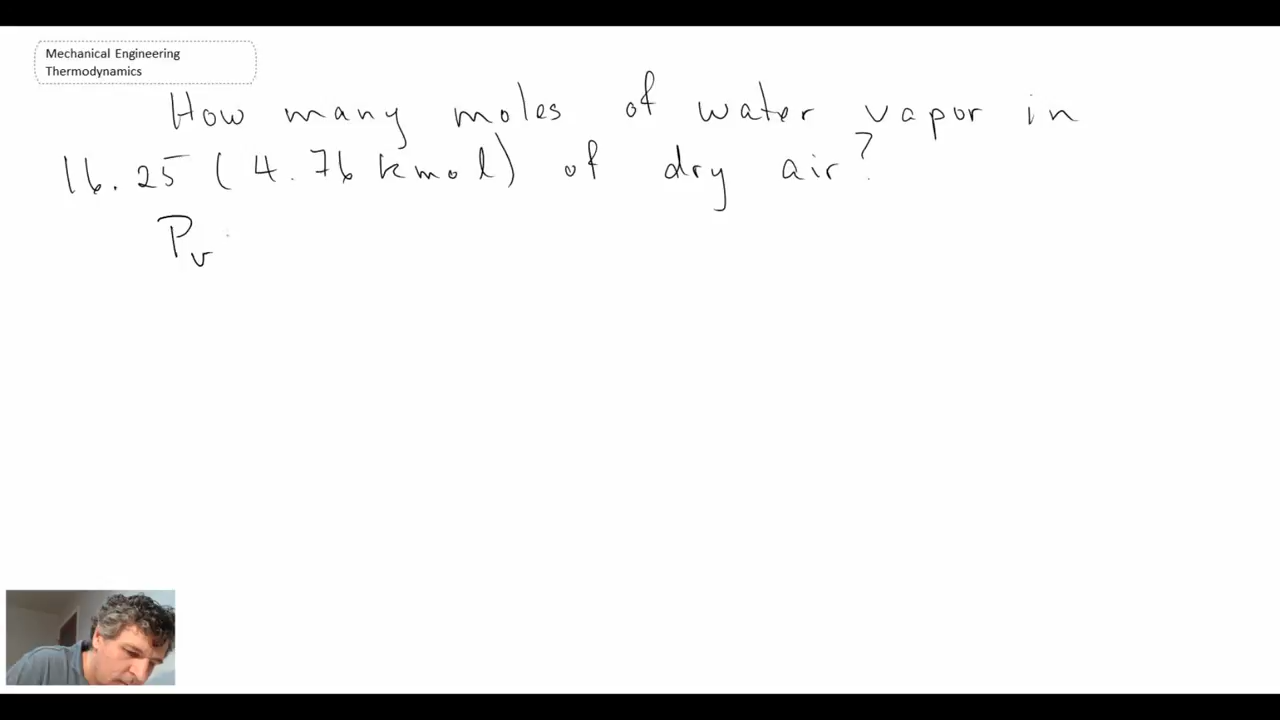 Mechanical Engineering
Thermodynamics
How many moles of water vapor in
16.25 (4.76 kmol) of dry air?
Pv